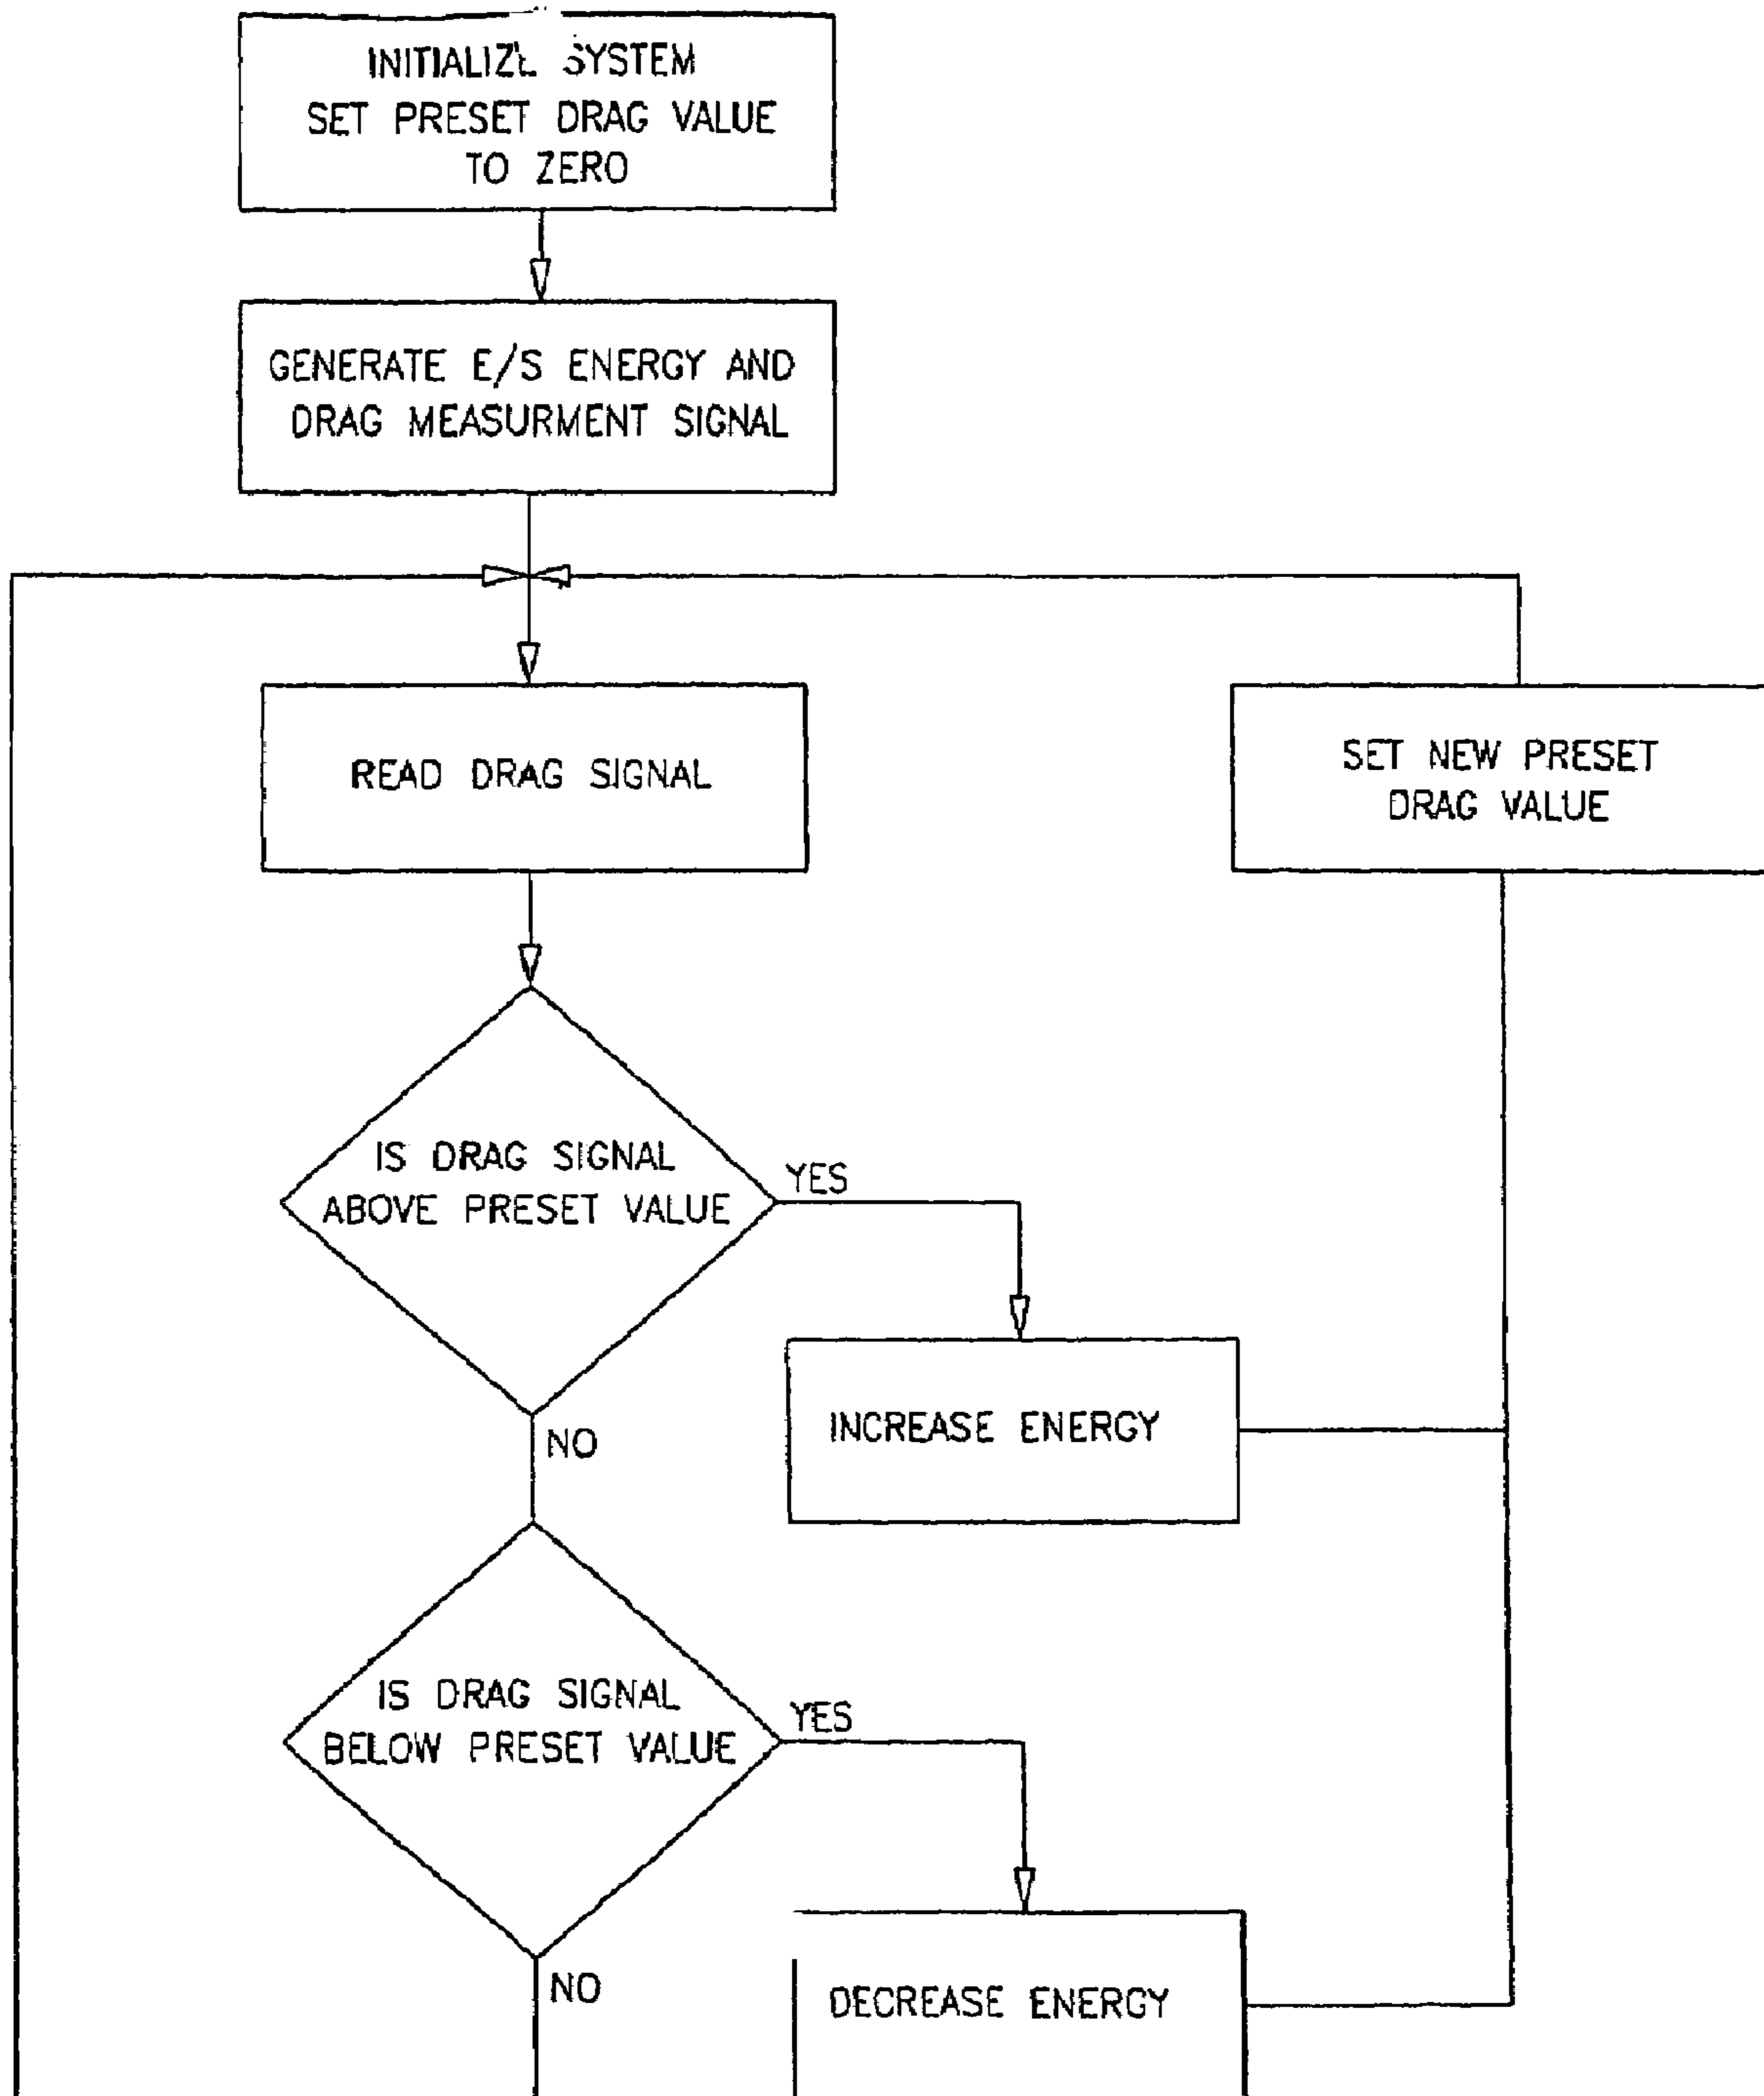 INITIALIZE SYSTEM
SET PRESET DRAG VALUE
TO ZERO
GENERATE E/S ENERGY AND
DRAG MEASURMENT SIGNAL
READ DRAG SIGNAL
SET NEW PRESET
DRAG VALUE
IS DRAG SIGNAL
ABOVE PRESET VALUE
YES
INCREASE ENERGY
NO
IS DRAG SIGNAL
BELOW PRESET VALUE
YES
DECREASE ENERGY
NO